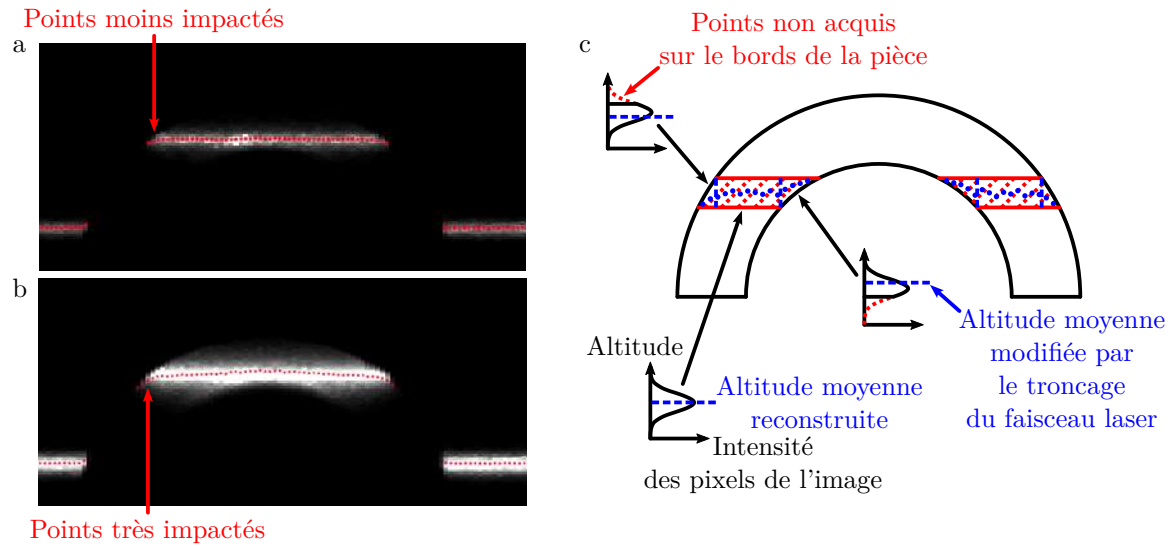 Points moins impactés
a
b
Points très impactés
c
Points non acquis
sur le bords de la pièce
Altitude
Altitude moyenne
reconstruite
Intensité
des pixels de l'image
Altitude moyenne
modifiée par
le troncage
du faisceau laser